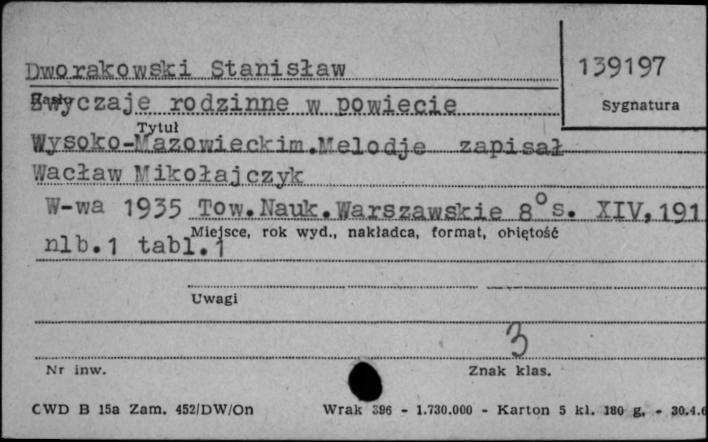 Dworakowski Stanisław
139197
Hasło
Zwyczaje rodzinne w powiecie
Sygnatura
Tytuł
Wysoko-Mazowieckim.Melodje zapisał
Wacław Mikołajczyk
W-wa 1935 Tow.Nauk.Warszawskie 8° s. XIV,191
Miejsce, rok wyd., nakładca, format, objętość
nlb.1 tabl.1
Uwagi
3
Nr inw.
Znak klas.
CWD B 15a Zam. 452/DW/On Wrak 396 - 1.730.000 - Karton 5 kl. 180 g. - 30.4.6